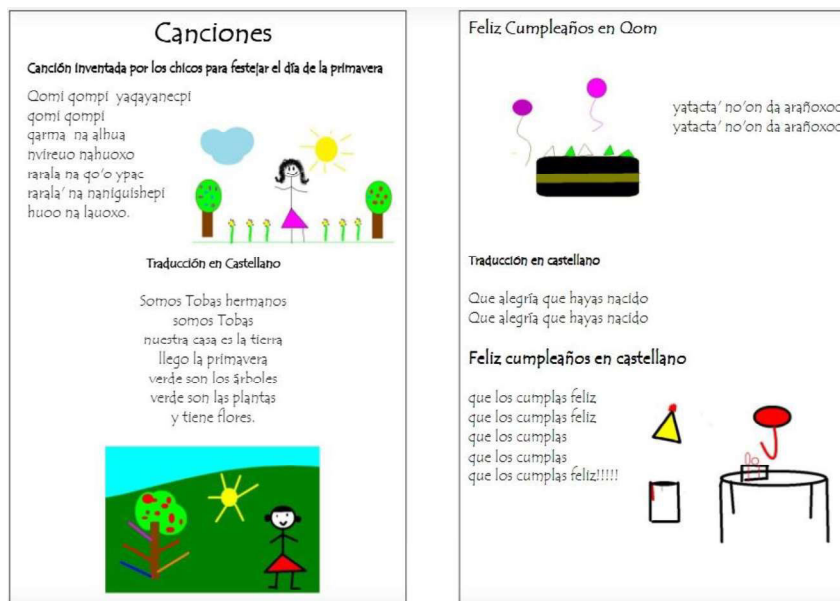 Canciones
Canción inventada por los chicos para festejar el día de la primavera
Qomi qompi yaqayanecpi
qomi qompi
qarma na alhua
nvireuo nahuoxo
rarala na qo'o ypac
rarala' na naniguishepi
huoo na lauoxo.
Traducción en Castellano
Somos Tobas hermanos
somos Tobas
nuestra casa es la tierra
llego la primavera
verde son los árboles
verde son las plantas
y tiene flores.
Feliz Cumpleaños en Qom
yatacta' no'on da arañoxoc
yatacta' no'on da arañoxoc
Traducción en castellano
Que alegría que hayas nacido
Que alegría que hayas nacido
Feliz cumpleaños en castellano
que los cumplas feliz
que los cumplas feliz
que los cumplas
que los cumplas
que los cumplas feliz!!!!!